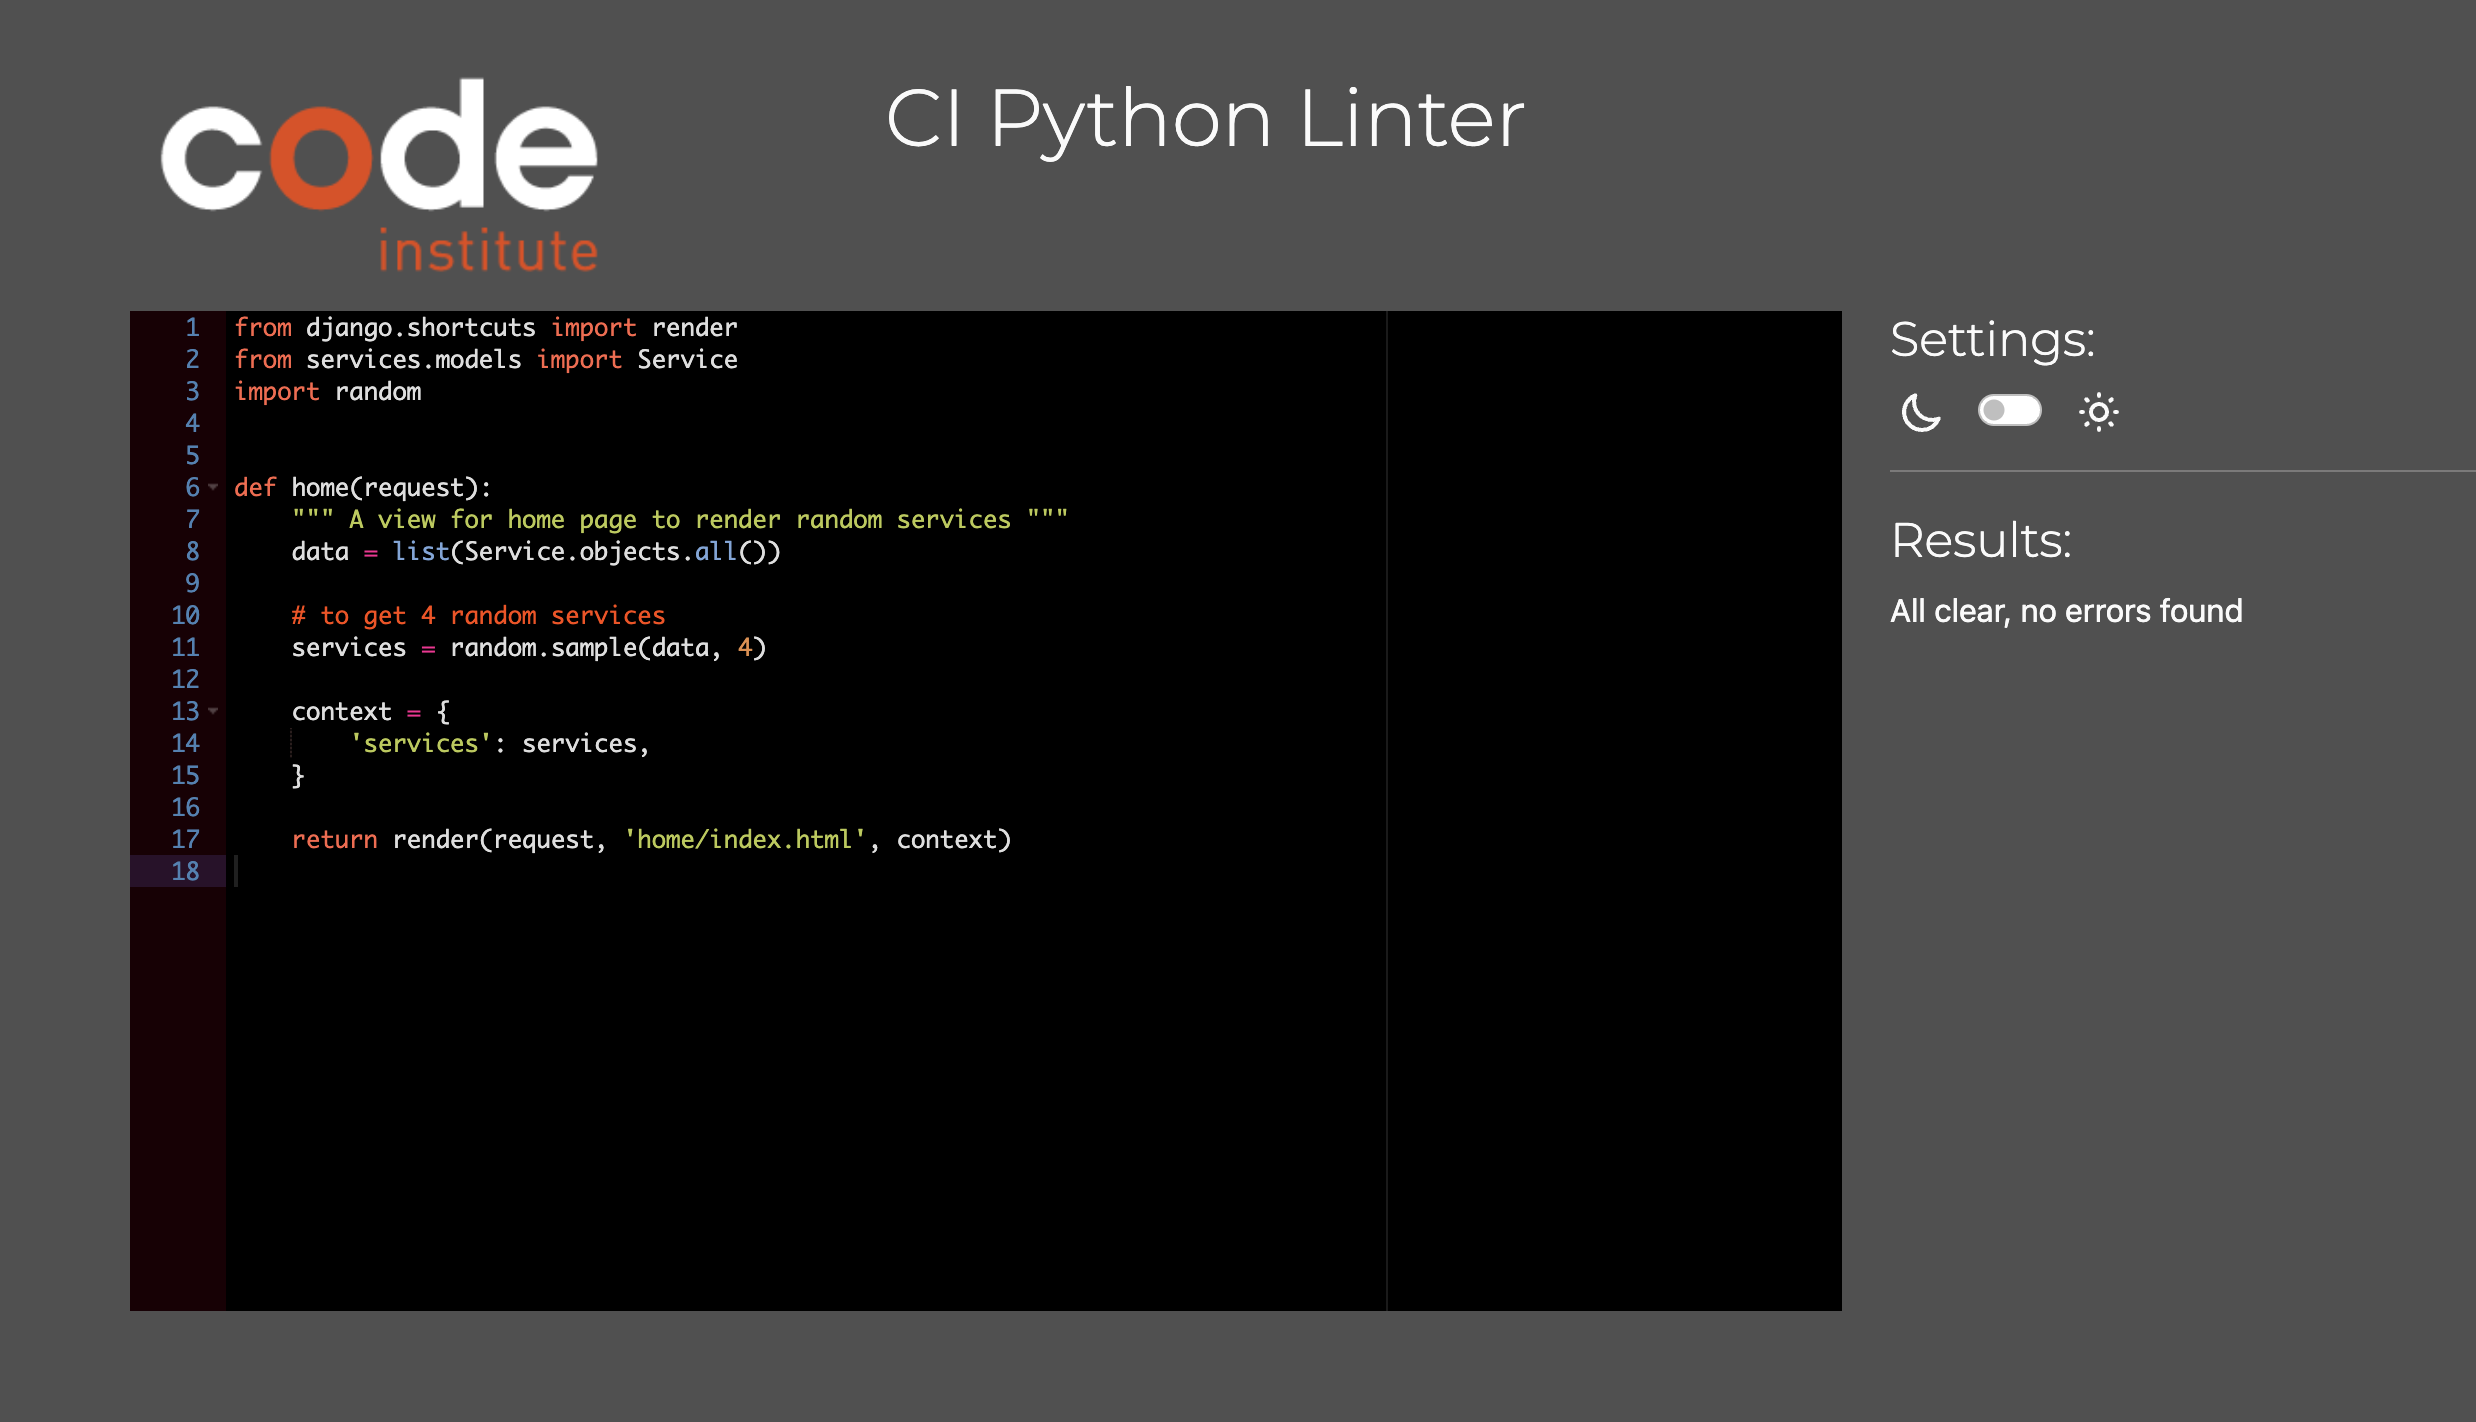 code
institute
CI Python Linter
1 from django.shortcuts import render
2 from services.models import Service
3 import random
4
5
6 def home(request):
7     """ A view for home page to render random services """
8     data = list(Service.objects.all())
9
10     # to get 4 random services
11     services = random.sample(data, 4)
12
13     context = {
14         'services': services,
15     }
16
17     return render(request, 'home/index.html', context)
18
Settings:
Results:
All clear, no errors found